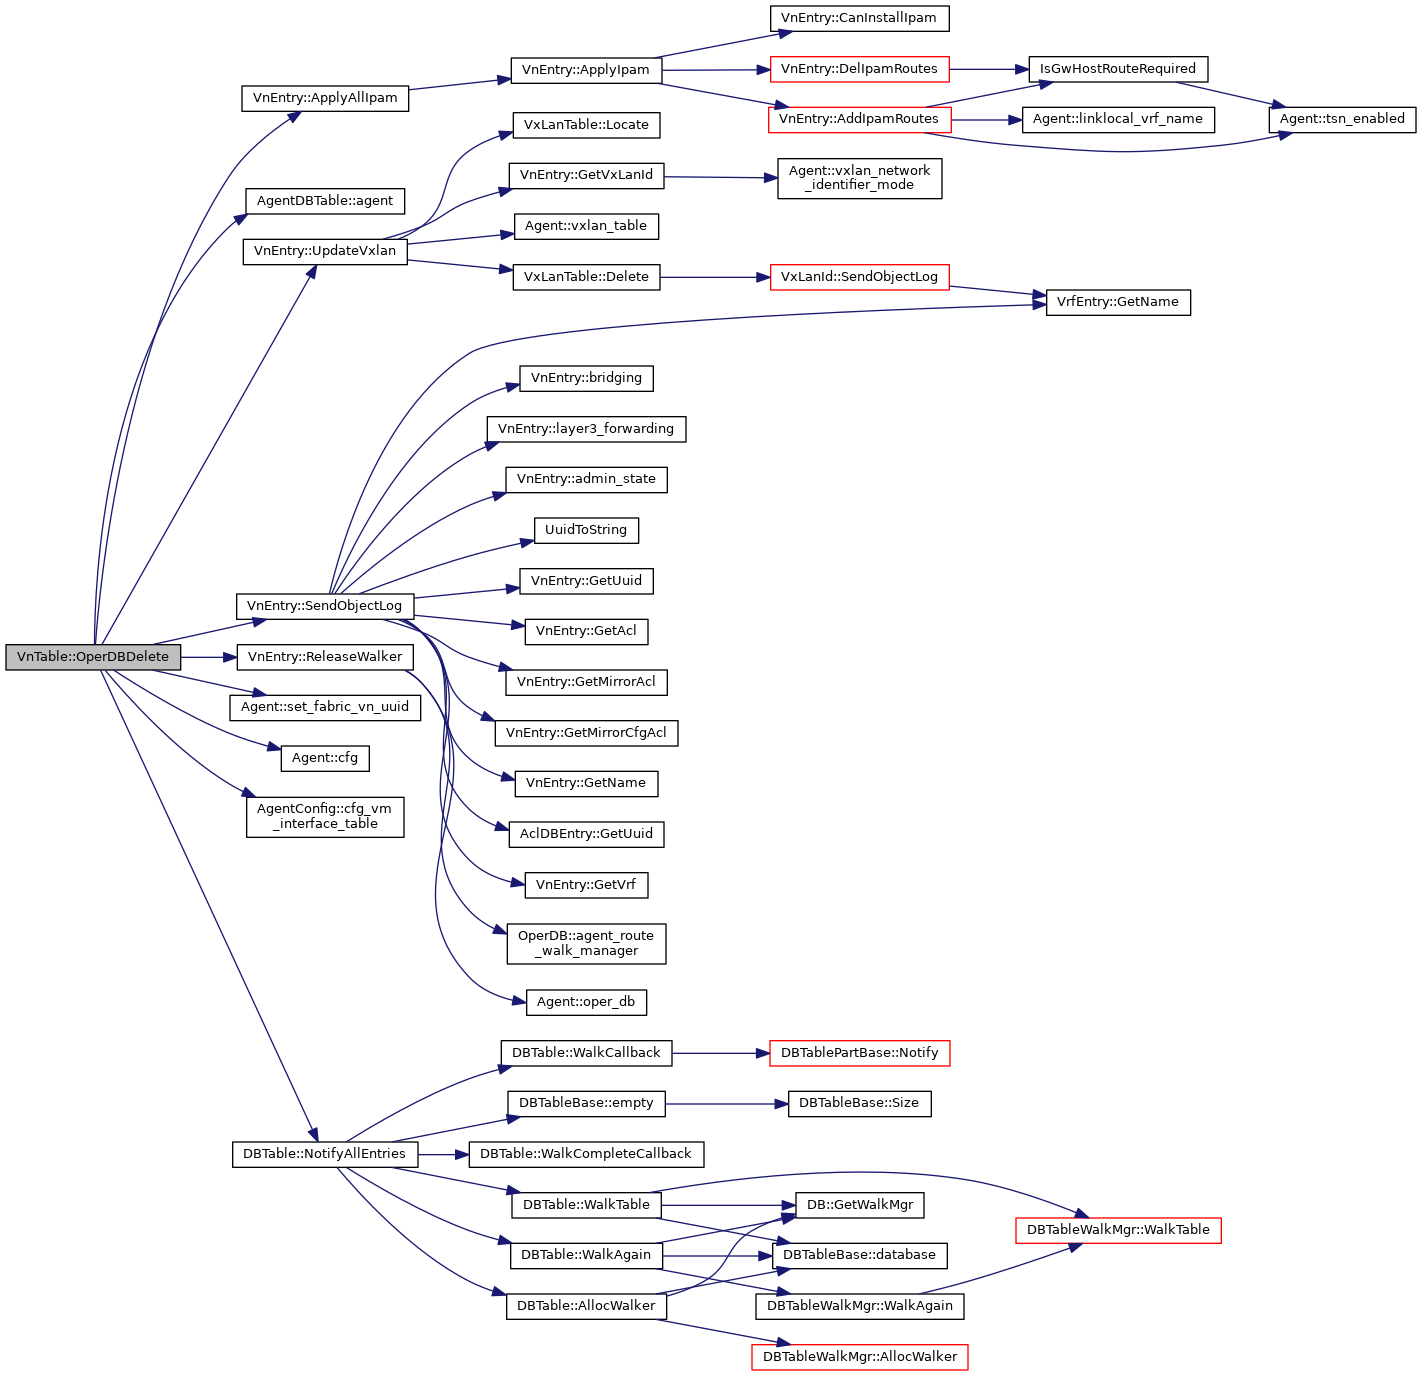 VnEntry::CanInstallIpam
VnEntry::ApplyIpam
VnEntry::DelIpamRoutes
IsGwHostRouteRequired
VnEntry::ApplyAllIpam
VnEntry::AddIpamRoutes
Agent::linklocal_vrf_name
Agent::tsn_enabled
VxLanTable::Locate
VnEntry::GetVxLanId
Agent::vxlan_network
_identifier_mode
AgentDBTable::agent
Agent::vxlan_table
VnEntry::UpdateVxlan
VxLanTable::Delete
VxLanId::SendObjectLog
VrfEntry::GetName
VnEntry::bridging
VnEntry::layer3_forwarding
VnEntry::admin_state
UuidToString
VnEntry::GetUuid
VnEntry::SendObjectLog
VnEntry::GetAcl
VnTable::OperDBDelete
VnEntry::ReleaseWalker
VnEntry::GetMirrorAcl
Agent::set_fabric_vn_uuid
VnEntry::GetMirrorCfgAcl
Agent::cfg
VnEntry::GetName
AgentConfig::cfg_vm
_interface_table
AclDBEntry::GetUuid
VnEntry::GetVrf
OperDB::agent_route
_walk_manager
Agent::oper_db
DBTable::WalkCallback
DBTablePartBase::Notify
DBTableBase::empty
DBTableBase::Size
DBTable::NotifyAllEntries
DBTable::WalkCompleteCallback
DBTable::WalkTable
DB::GetWalkMgr
DBTableWalkMgr::WalkTable
DBTable::WalkAgain
DBTableBase::database
DBTable::AllocWalker
DBTableWalkMgr::WalkAgain
DBTableWalkMgr::AllocWalker